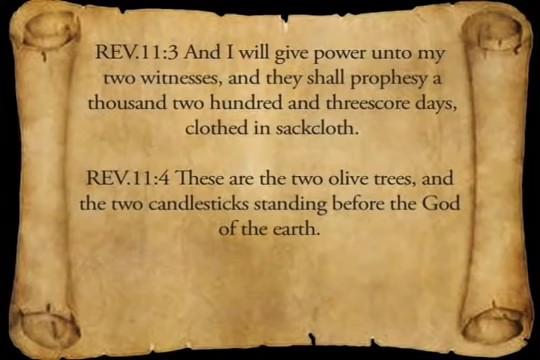 REV.11:3 And I will give power unto my
two witnesses, and they shall prophesy a
thousand two hundred and threescore days,
clothed in sackcloth.
REV.11:4 These are the two olive trees, and
the two candlesticks standing before the God
of the earth.